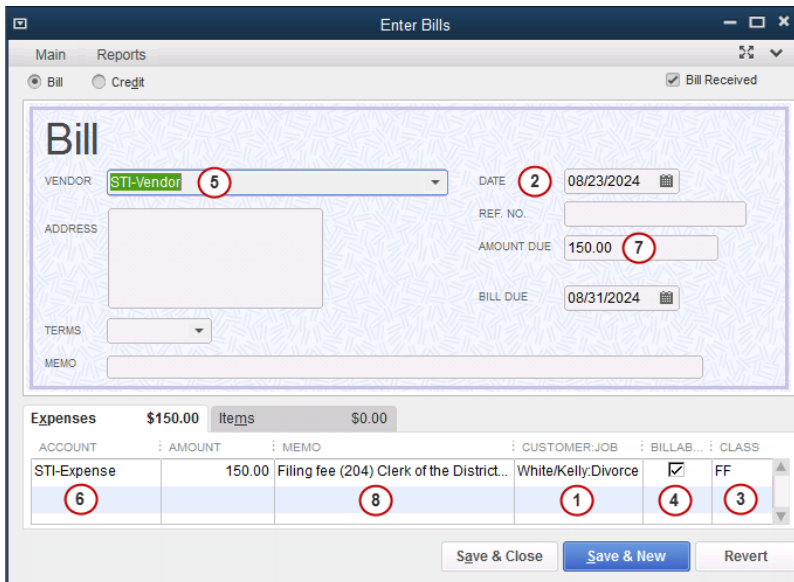 Enter Bills
Main Reports
Bill Credit Bill Received
Bill
VENDOR STI-Vendor 5 DATE 2 08/23/2024
REF. NO.
ADDRESS
AMOUNT DUE 150.00 7
BILL DUE 08/31/2024
TERMS
MEMO
Expenses $150.00 Items $0.00
ACCOUNT AMOUNT MEMO CUSTOMER:JOB BILLAB... CLASS
STI-Expense 150.00 Filing fee (204) Clerk of the District... White/Kelly:Divorce FF
6 8 1 4 3
Save & Close Save & New Revert